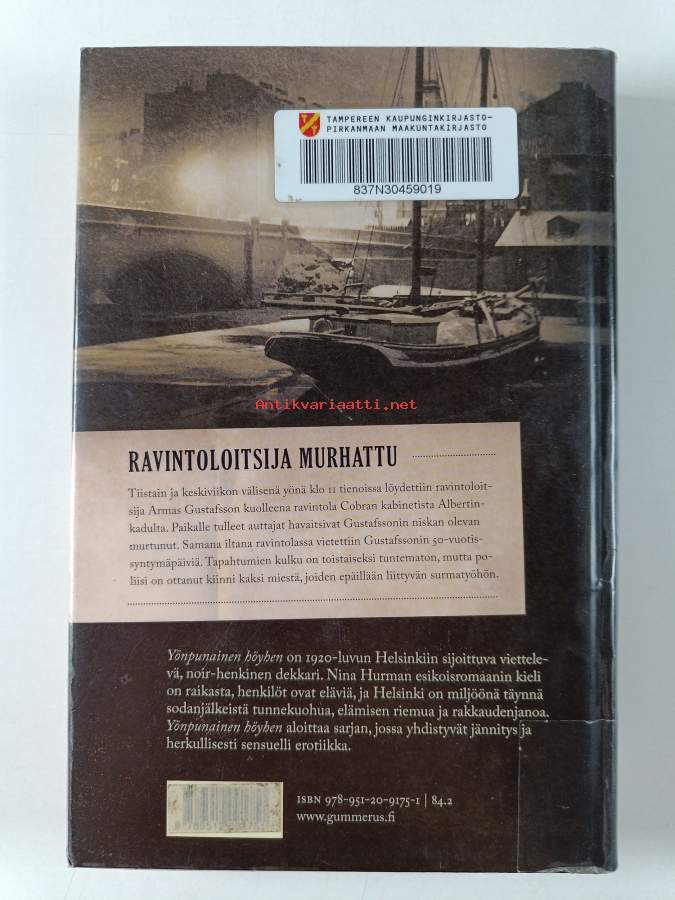 TAMPEREEN KAUPUNGINKIRJASTO-
PIRKANMAAN MAAKUNTAKIRJASTO
837N30459019
Antikvariaatti.net
RAVINTOLOITSIJA MURHATTU
Tiistain ja keskiviikon välisenä yönä klo 11 tienoissa löydettiin ravintoloit-
sija Armas Gustafsson kuolleena ravintola Cobran kabinetista Albertin-
kadulta. Paikalle tulleet auttajat havaitsivat Gustafssonin niskan olevan
murtunut. Samana iltana ravintolassa vietettiin Gustafssonin 50-vuotis-
syntymäpäiviä. Tapahtumien kulku on toistaiseksi tuntematon, mutta po-
liisi on ottanut kiinni kaksi miestä, joiden epäillään liittyvän surmatyöhön.
Yönpunainen höyhen on 1920-luvun Helsinkiin sijoittuva viettele-
vä, noir-henkinen dekkari. Nina Hurman esikoisromaanin kieli
on raikasta, henkilöt ovat eläviä, ja Helsinki on miljöönä täynnä
sodanjälkeistä tunnekuohua, elämisen riemua ja rakkaudenjanoa.
Yönpunainen höyhen aloittaa sarjan, jossa yhdistyvät jännitys ja
herkullisesti sensuelli erotiikka.
ISBN 978-951-20-9175-1 | 84.2
www.gummerus.fi